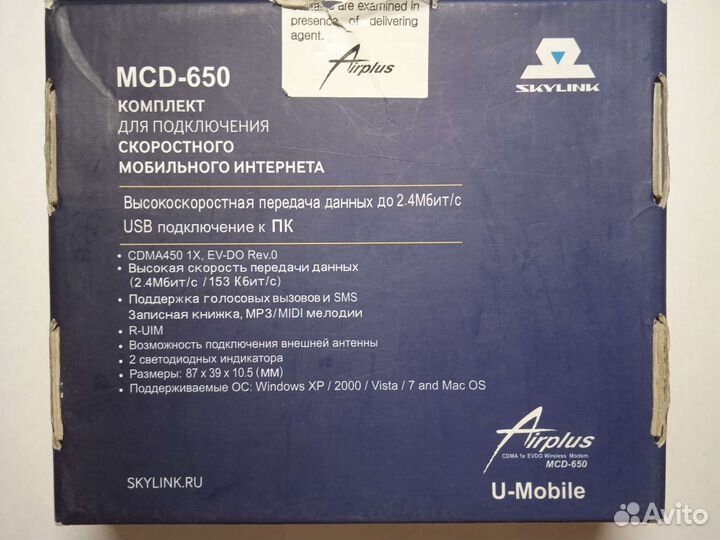 are examined in
presence of delivering
agent.
Airplus
SKYLINK
MCD-650
КОМПЛЕКТ
ДЛЯ ПОДКЛЮЧЕНИЯ
СКОРОСТНОГО
МОБИЛЬНОГО ИНТЕРНЕТА
Высокоскоростная передача данных до 2.4Мбит/с
USB подключение к ПК
• CDMA450 1X, EV-DO Rev.0
• Высокая скорость передачи данных
(2.4Мбит/с /153 Кбит/с)
• Поддержка голосовых вызовов и SMS
Записная книжка, MP3/MIDI мелодии
• R-UIM
• Возможность подключения внешней антенны
• 2 светодиодных индикатора
• Размеры: 87 x 39 x 10.5 (мм)
• Поддерживаемые ОС: Windows XP / 2000 / Vista / 7 and Mac OS
Airplus
CDMA 1x EVDO Wireless Modem
MCD-650
SKYLINK.RU
U-Mobile
Avito